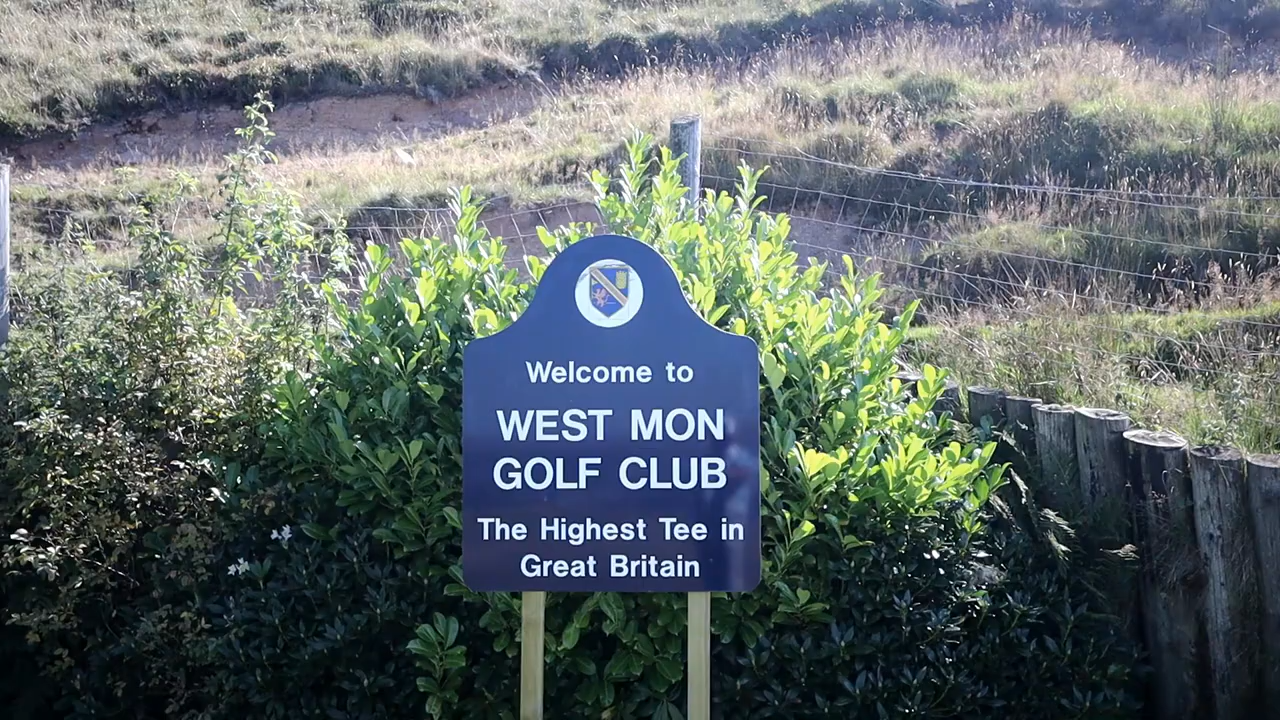 Welcome to
WEST MON
GOLF CLUB
The Highest Tee in
Great Britain